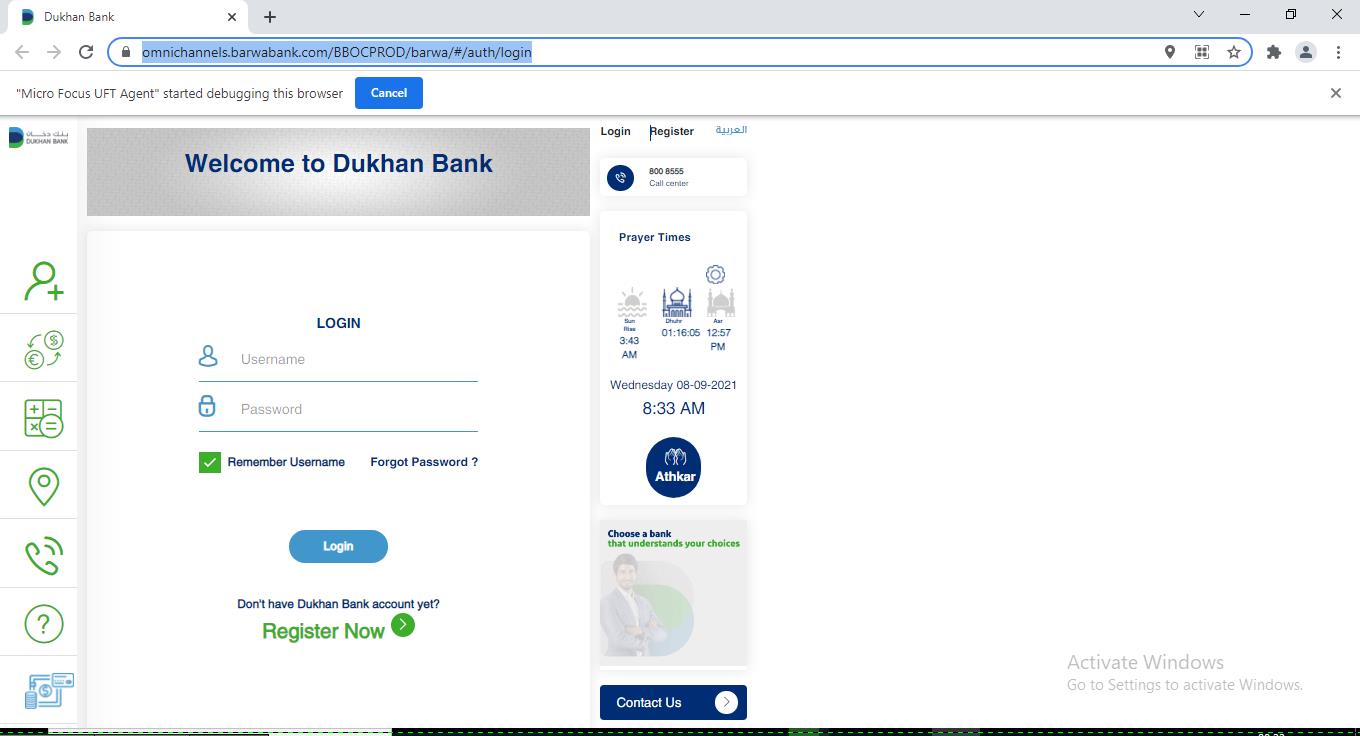 Dukhan Bank
omnichannels.barwabank.com/BBOCPROD/barwa/#/auth/login
"Micro Focus UFT Agent" started debugging this browser
Cancel
بنك دخان
DUKHAN BANK
Welcome to Dukhan Bank
Login
Register
العربية
800 8555
Call center
Prayer Times
Sun Rise
3:43 AM
Dhuhr
01:16:05
Asr
12:57 PM
Wednesday 08-09-2021
8:33 AM
Athkar
LOGIN
Username
Password
Remember Username
Forgot Password ?
Login
Don't have Dukhan Bank account yet?
Register Now
Choose a bank
that understands your choices
Contact Us
Activate Windows
Go to Settings to activate Windows.